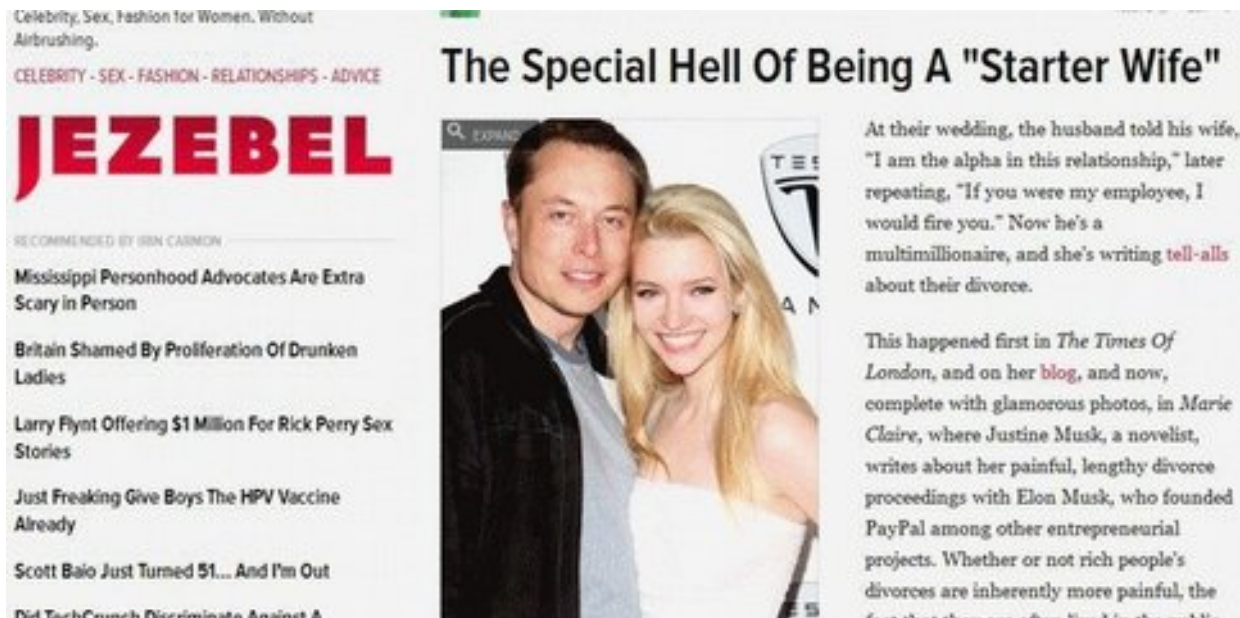 Celebrity, Sex, Fashion for Women. Without
Airbrushing.
CELEBRITY - SEX - FASHION - RELATIONSHIPS - ADVICE
JEZEBEL
RECOMMENDED BY IRIN CARMON
Mississippi Personhood Advocates Are Extra
Scary in Person
Britain Shamed By Proliferation Of Drunken
Ladies
Larry Flynt Offering $1 Million For Rick Perry Sex
Stories
Just Freaking Give Boys The HPV Vaccine
Already
Scott Baio Just Turned 51... And I'm Out
Did TechCrunch Discriminate Against A
The Special Hell Of Being A "Starter Wife"
EXPAND
TES
T
A M
ES
At their wedding, the husband told his wife,
"I am the alpha in this relationship," later
repeating, "If you were my employee, I
would fire you." Now he's a
multimillionaire, and she's writing tell-alls
about their divorce.
This happened first in The Times Of
London, and on her blog, and now,
complete with glamorous photos, in Marie
Claire, where Justine Musk, a novelist,
writes about her painful, lengthy divorce
proceedings with Elon Musk, who founded
PayPal among other entrepreneurial
projects. Whether or not rich people's
divorces are inherently more painful, the